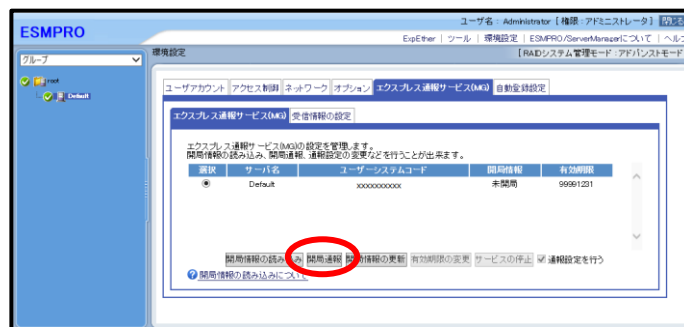 ユーザ名 : Administrator [ 権限 : アドミニストレータ ] 閉じる
ESMPRO
ExpEther | ツール | 環境設定 | ESMPRO/ServerManagerについて | ヘル
グループ
環境設定
[ RAIDシステム管理モード : アドバンストモード
root
Default
ユーザアカウント アクセス制御 ネットワーク オプション エクスプレス通報サービス(MG) 自動登録設定
エクスプレス通報サービス(MG) 受信情報の設定
エクスプレス通報サービス(MG)の設定を管理します。
開局情報の読み込み、開局通報、通報設定の変更などを行うことが出来ます。
選択 サーバ名 ユーザーシステムコード 開局情報 有効期限
Default xxxxxxxxxx 未開局 99991231
開局情報の読み込み 開局通報 開局情報の更新 有効期限の変更 サービスの停止 通報設定を行う
開局情報の読み込みについて